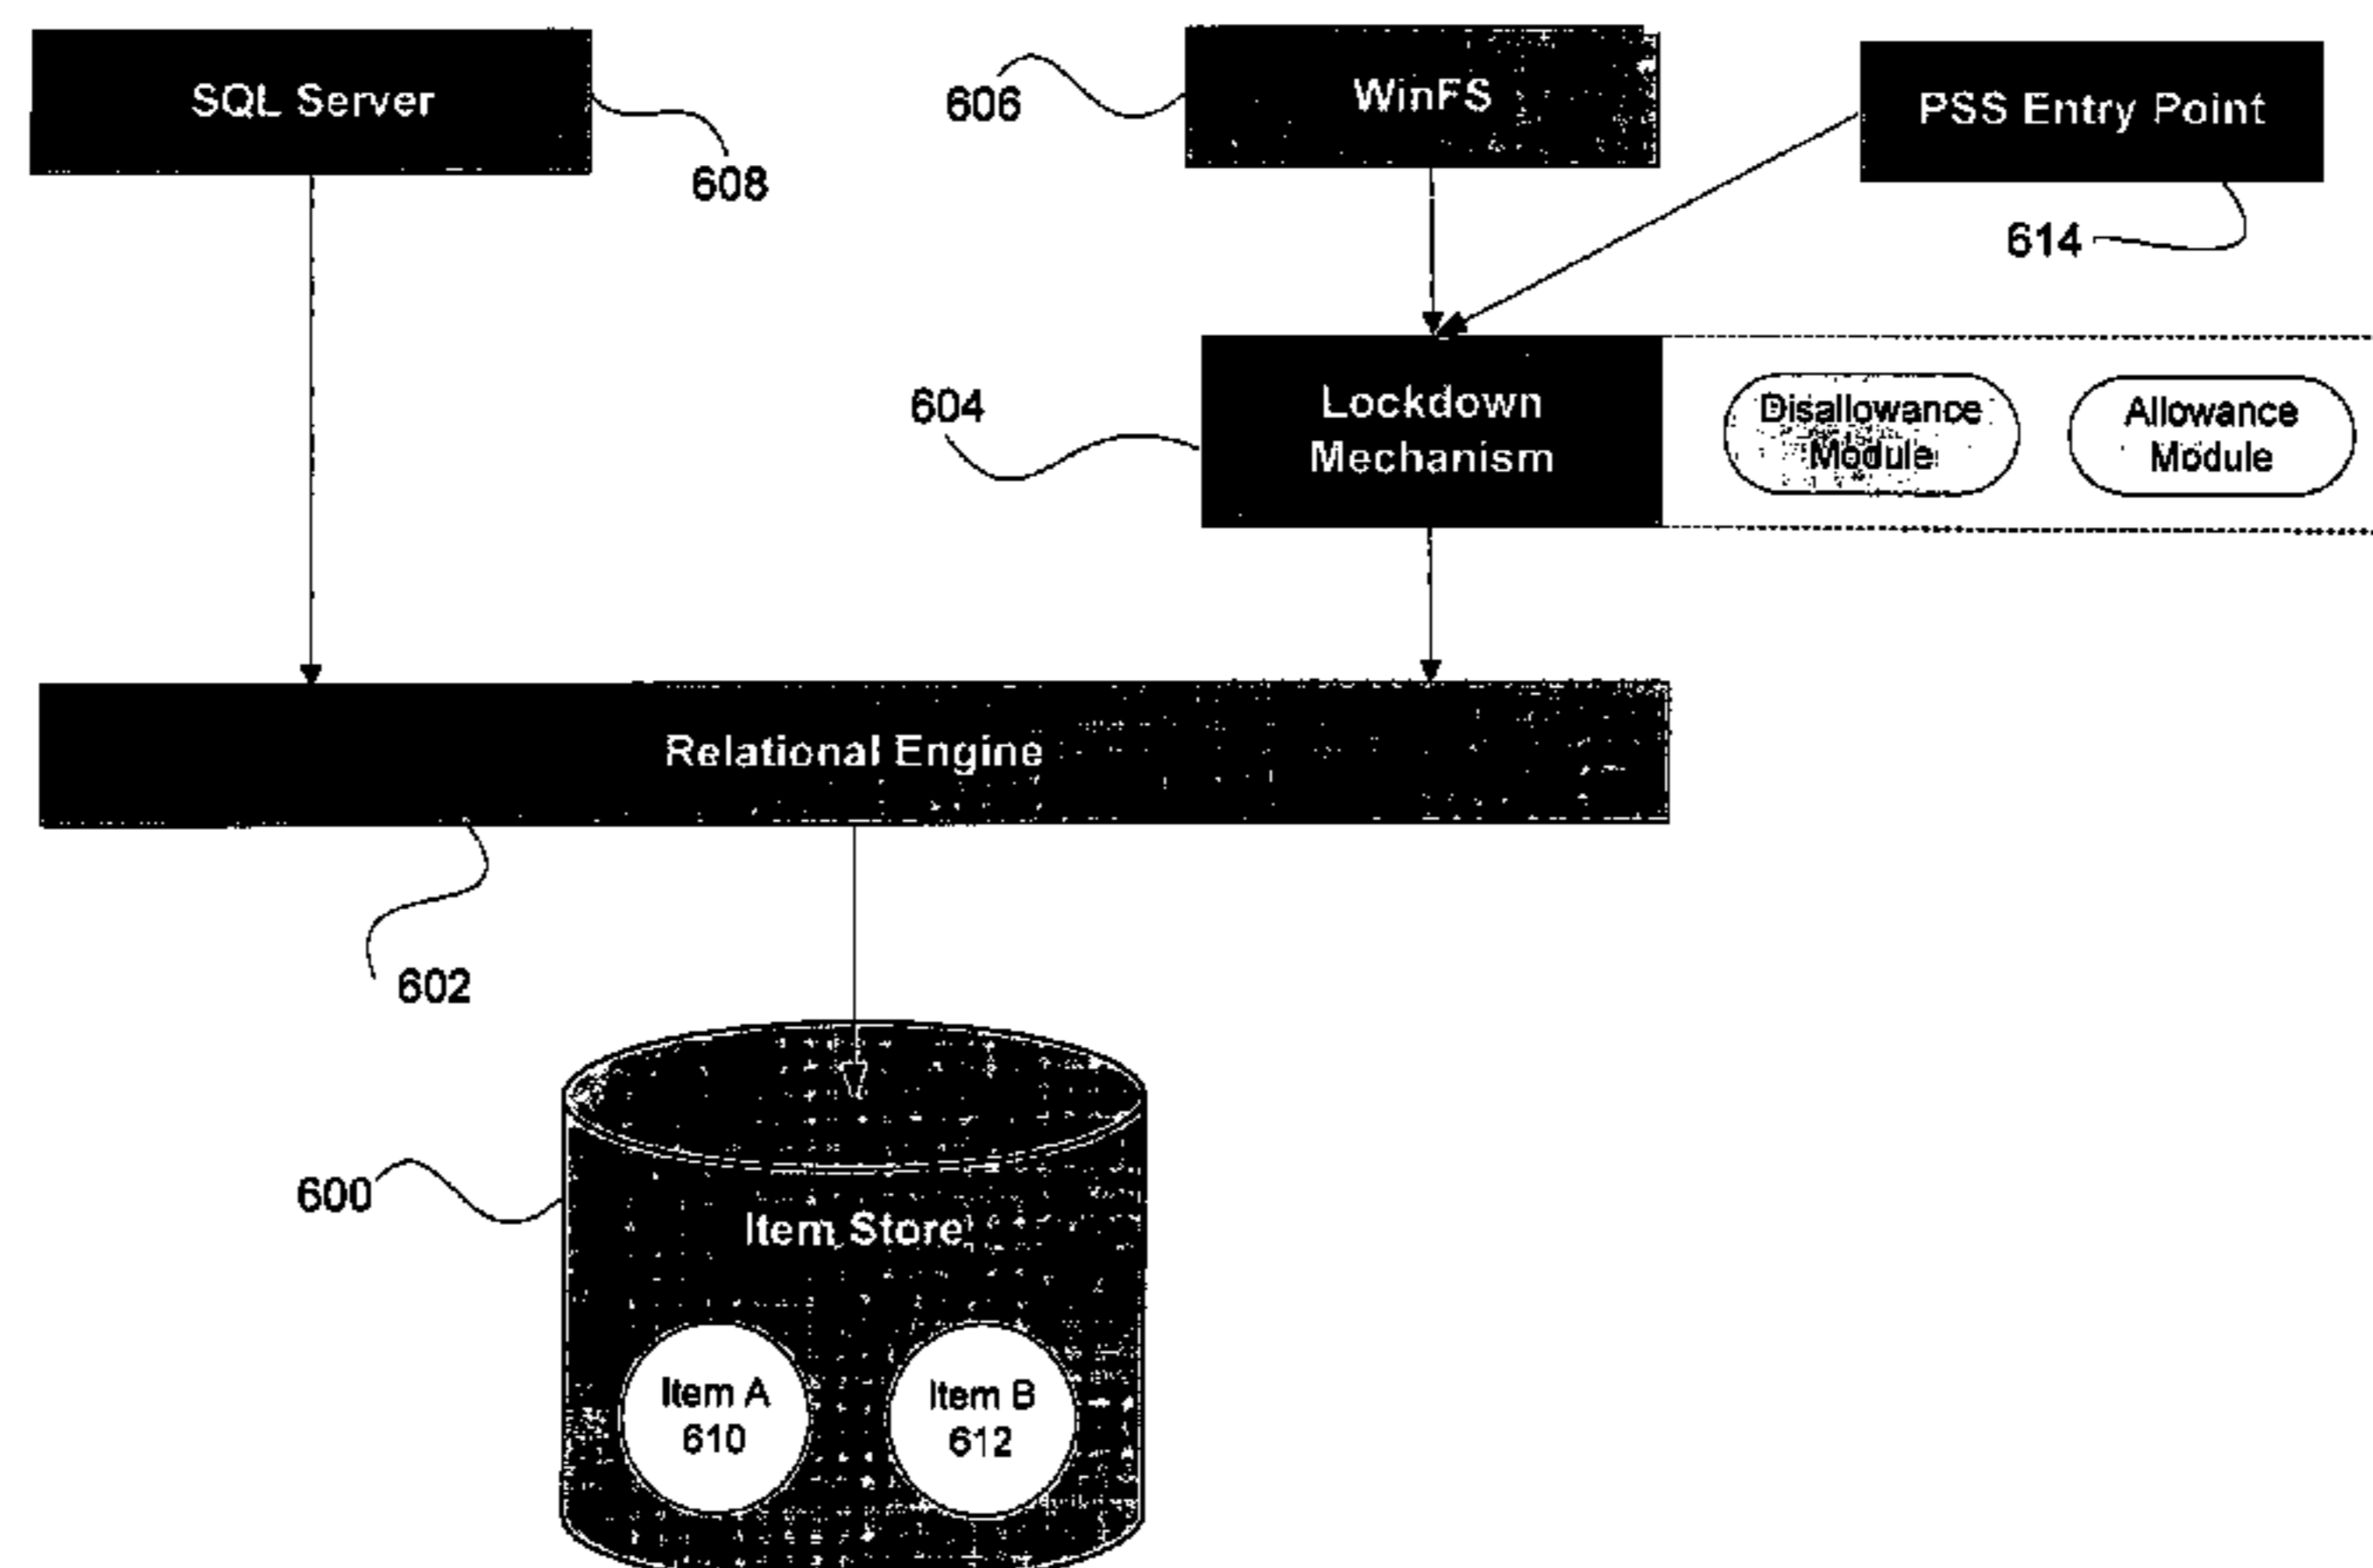 SQL Server
608
606
WinFS
PSS Entry Point
614
604
Lockdown
Mechanism
Disallowance
Module
Allowance
Module
Relational Engine
602
600
Item Store
Item A
610
Item B
612